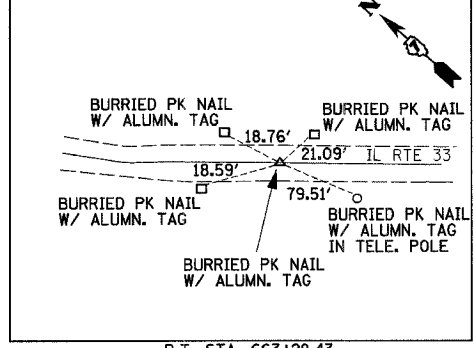 N
BURRIED PK NAIL
W/ ALUMN. TAG
BURRIED PK NAIL
W/ ALUMN. TAG
18.76'
21.09'
IL RTE 33
18.59'
79.51'
BURRIED PK NAIL
W/ ALUMN. TAG
BURRIED PK NAIL
W/ ALUMN. TAG
IN TELE. POLE
BURRIED PK NAIL
W/ ALUMN. TAG